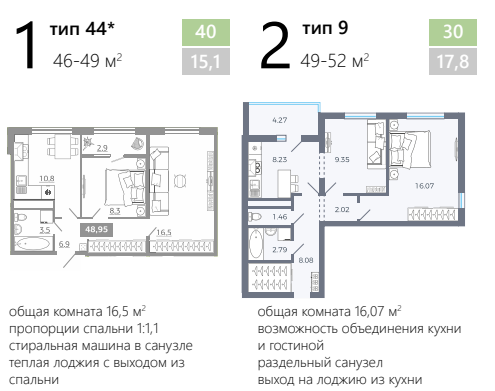 1 тип 44*
46-49 м²
40
15,1
2 тип 9
49-52 м²
30
17,8
2.9
10.8
8.3
3.5
48,95
16.5
6.9
4.27
8.23
9.35
16.07
1.46
2.02
2.79
8.08
общая комната 16,5 м²
пропорции спальни 1:1,1
стиральная машина в санузле
теплая лоджия с выходом из
спальни
общая комната 16,07 м²
возможность объединения кухни
и гостиной
раздельный санузел
выход на лоджию из кухни